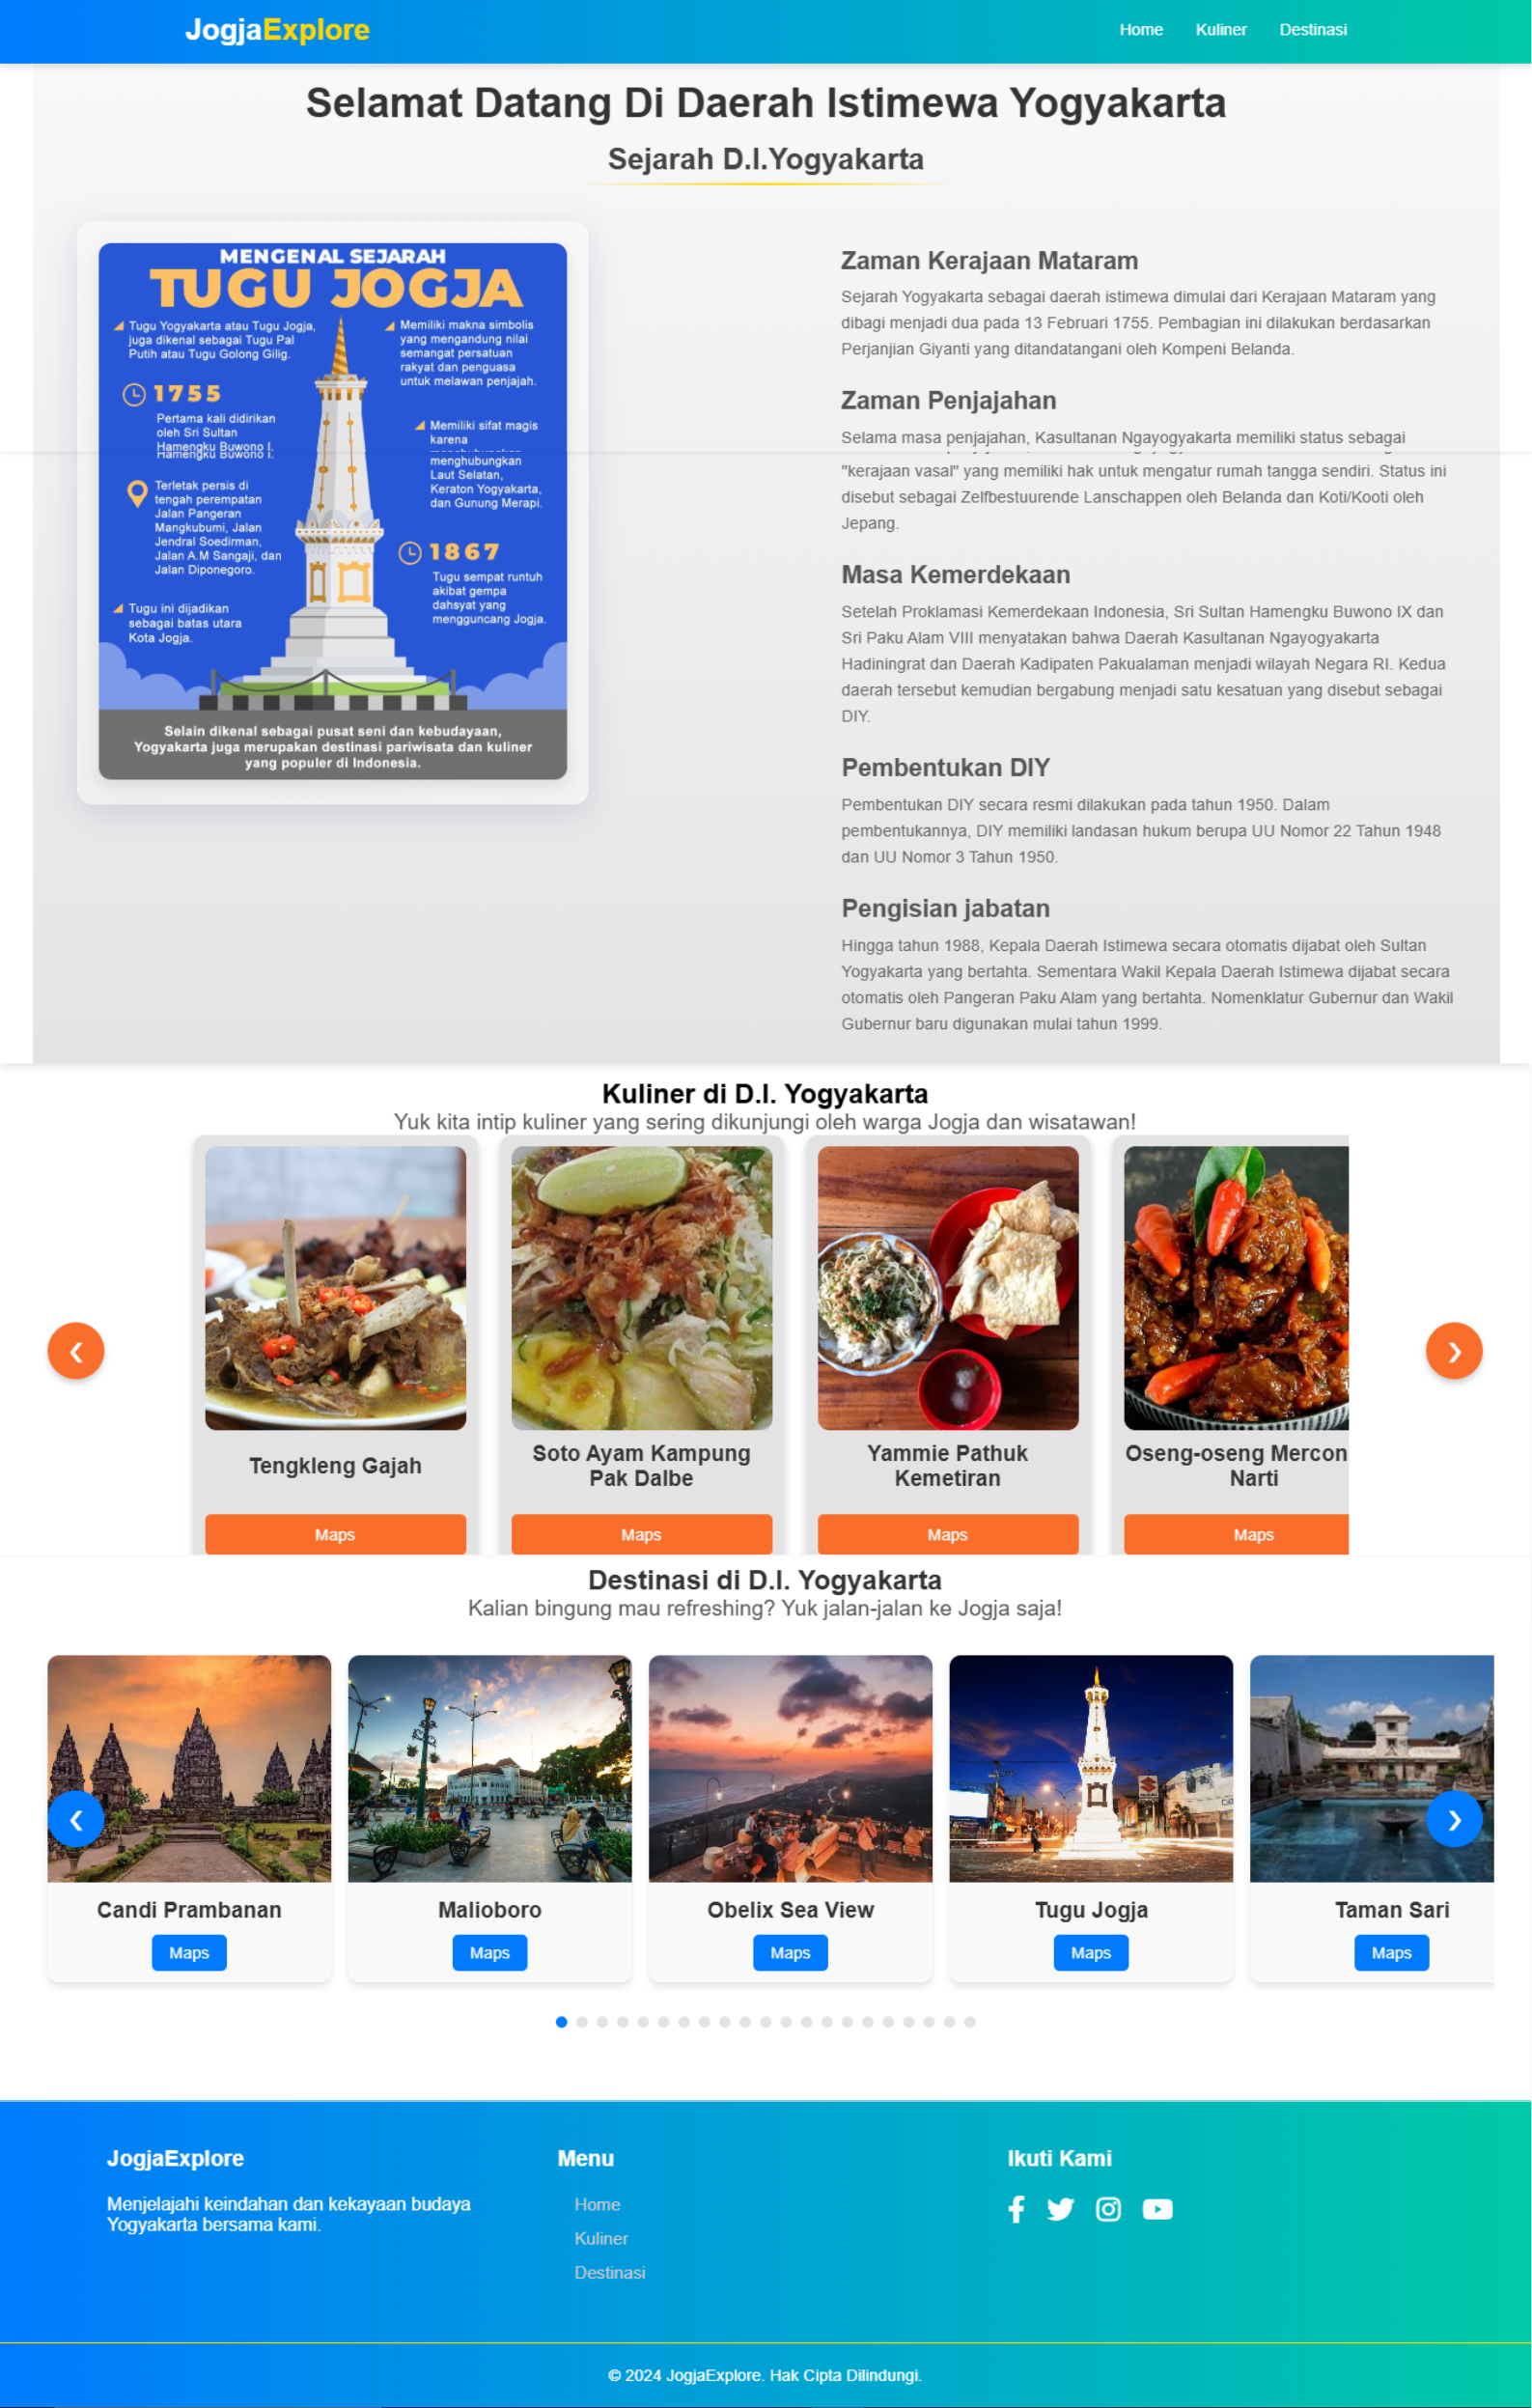 JogjaExplore
Home
Kuliner
Destinasi
Selamat Datang Di Daerah Istimewa Yogyakarta
Sejarah D.I.Yogyakarta
MENGENAL SEJARAH
TUGU JOGJA
Tugu Yogyakarta atau Tugu Jogja,
juga dikenal sebagai Tugu Pal
Putih atau Tugu Golong Gilig.
1755
Pertama kali didirikan
oleh Sri Sultan
Hamengku Buwono I.
Hamengku Buwono I.
Terletak persis di
tengah perempatan
Jalan Pangeran
Mangkubumi, Jalan
Jendral Soedirman,
Jalan A.M Sangaji, dan
Jalan Diponegoro.
Tugu ini dijadikan
sebagai batas utara
Kota Jogja.
Memiliki makna simbolis
yang mengandung nilai
semangat persatuan
rakyat dan penguasa
untuk melawan penjajah.
Memiliki sifat magis
karena
menghubungkan
Laut Selatan,
Keraton Yogyakarta,
dan Gunung Merapi.
1867
Tugu sempat runtuh
akibat gempa
dahsyat yang
mengguncang Jogja.
Selain dikenal sebagai pusat seni dan kebudayaan,
Yogyakarta juga merupakan destinasi pariwisata dan kuliner
yang populer di Indonesia.
Zaman Kerajaan Mataram
Sejarah Yogyakarta sebagai daerah istimewa dimulai dari Kerajaan Mataram yang
dibagi menjadi dua pada 13 Februari 1755. Pembagian ini dilakukan berdasarkan
Perjanjian Giyanti yang ditandatangani oleh Kompeni Belanda.
Zaman Penjajahan
Selama masa penjajahan, Kasultanan Ngayogyakarta memiliki status sebagai
"kerajaan vasal" yang memiliki hak untuk mengatur rumah tangga sendiri. Status ini
disebut sebagai Zelfbestuurende Lanschappen oleh Belanda dan Koti/Kooti oleh
Jepang.
Masa Kemerdekaan
Setelah Proklamasi Kemerdekaan Indonesia, Sri Sultan Hamengku Buwono IX dan
Sri Paku Alam VIII menyatakan bahwa Daerah Kasultanan Ngayogyakarta
Hadiningrat dan Daerah Kadipaten Pakualaman menjadi wilayah Negara RI. Kedua
daerah tersebut kemudian bergabung menjadi satu kesatuan yang disebut sebagai
DIY.
Pembentukan DIY
Pembentukan DIY secara resmi dilakukan pada tahun 1950. Dalam
pembentukannya, DIY memiliki landasan hukum berupa UU Nomor 22 Tahun 1948
dan UU Nomor 3 Tahun 1950.
Pengisian jabatan
Hingga tahun 1988, Kepala Daerah Istimewa secara otomatis dijabat oleh Sultan
Yogyakarta yang bertahta. Sementara Wakil Kepala Daerah Istimewa dijabat secara
otomatis oleh Pangeran Paku Alam yang bertahta. Nomenklatur Gubernur dan Wakil
Gubernur baru digunakan mulai tahun 1999.
Kuliner di D.I. Yogyakarta
Yuk kita intip kuliner yang sering dikunjungi oleh warga Jogja dan wisatawan!
Tengkleng Gajah
Maps
Soto Ayam Kampung
Pak Dalbe
Maps
Yammie Pathuk
Kemetiran
Maps
Oseng-oseng Mercon
Narti
Maps
Destinasi di D.I. Yogyakarta
Kalian bingung mau refreshing? Yuk jalan-jalan ke Jogja saja!
Candi Prambanan
Maps
Malioboro
Maps
Obelix Sea View
Maps
Tugu Jogja
Maps
Taman Sari
Maps
JogjaExplore
Menjelajahi keindahan dan kekayaan budaya
Yogyakarta bersama kami.
Menu
Home
Kuliner
Destinasi
Ikuti Kami
© 2024 JogjaExplore. Hak Cipta Dilindungi.